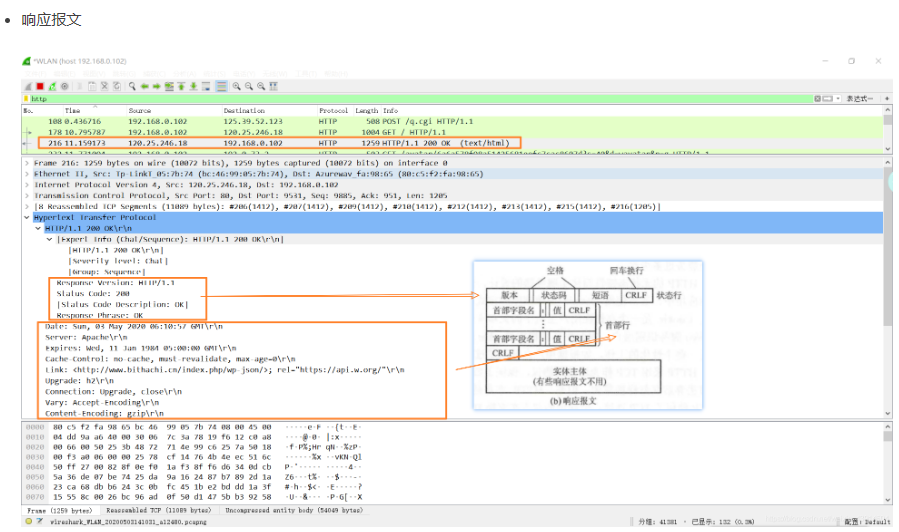 响应报文
*WLAN (host 192.168.0.102)
http
表达式…
No. Time Source Destination Protocol Length Info
108 0.436716 192.168.0.102 125.39.52.123 HTTP 508 POST /q.cgi HTTP/1.1
178 10.795787 192.168.0.102 120.25.246.18 HTTP 1004 GET / HTTP/1.1
216 11.159173 120.25.246.18 192.168.0.102 HTTP 1259 HTTP/1.1 200 OK (text/html)
Frame 216: 1259 bytes on wire (10072 bits), 1259 bytes captured (10072 bits) on interface 0
Ethernet II, Src: Tp-LinkT_05:7b:74 (bc:46:99:05:7b:74), Dst: Azurewav_fa:98:65 (80:c5:f2:fa:98:65)
Internet Protocol Version 4, Src: 120.25.246.18, Dst: 192.168.0.102
Transmission Control Protocol, Src Port: 80, Dst Port: 9531, Seq: 9885, Ack: 951, Len: 1205
[8 Reassembled TCP Segments (11089 bytes): #206(1412), #207(1412), #209(1412), #210(1412), #212(1412), #213(1412), #215(1412), #216(1205)]
Hypertext Transfer Protocol
HTTP/1.1 200 OK\r\n
[Expert Info (Chat/Sequence): HTTP/1.1 200 OK\r\n]
[HTTP/1.1 200 OK\r\n]
[Severity level: Chat]
[Group: Sequence]
Response Version: HTTP/1.1
Status Code: 200
[Status Code Description: OK]
Response Phrase: OK
Date: Sun, 03 May 2020 06:10:57 GMT\r\n
Server: Apache\r\n
Expires: Wed, 11 Jan 1984 05:00:00 GMT\r\n
Cache-Control: no-cache, must-revalidate, max-age=0\r\n
Link: <http://www.bithachi.cn/index.php/wp-json/>; rel="https://api.w.org/"\r\n
Upgrade: h2\r\n
Connection: Upgrade, close\r\n
Vary: Accept-Encoding\r\n
Content-Encoding: gzip\r\n
空格 回车换行
版本 状态码 短语 CRLF 状态行
首部字段名 : 值 CRLF
首部行
首部字段名 : 值 CRLF
CRLF
实体主体
(有些响应报文不用)
(b)响应报文
0000 80 c5 f2 fa 98 65 bc 46 99 05 7b 74 08 00 45 00
0010 04 dd 9a a6 40 00 30 06 7c 3a 78 19 f6 12 c0 a8
0020 00 66 00 50 25 3b 48 72 71 4e 99 c6 25 7a 50 18
0030 00 f3 a0 06 00 00 25 78 cf 14 76 4b 4e ec 51 6c
0040 50 ff 27 00 82 8f 0e f0 1a f3 8f f6 d6 34 0d cb
0050 5a 36 de 07 be 74 25 da 9a 16 24 87 b7 89 2d 1a
0060 23 ca 68 db b6 24 3c 0b fc 45 1b e2 bd dd 1a 3f
0070 15 55 8c 00 26 bc 96 ad 0f 50 d1 47 5b b3 92 58
Frame (1259 bytes) Reassembled TCP (11089 bytes) Uncompressed entity body (54049 bytes)
wireshark_WLAN_20200503141031_a12480.pcapng
配置: Default